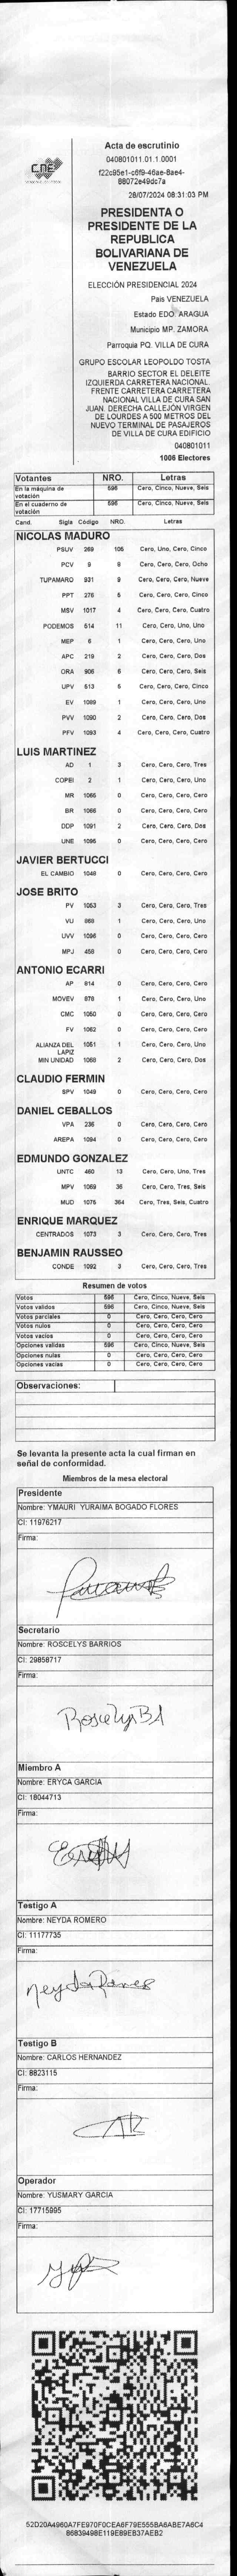 CNE
Acta de escrutinio
040801011.01.1.0001
f22c95e1-c6f9-46ae-8ae4-
88072e49dc7a
28/07/2024 08:31:03 PM
PRESIDENTA O
PRESIDENTE DE LA
REPUBLICA
BOLIVARIANA DE
VENEZUELA
ELECCIÓN PRESIDENCIAL 2024
Pais VENEZUELA
Estado EDO. ARAGUA
Municipio MP. ZAMORA
Parroquia PQ. VILLA DE CURA
GRUPO ESCOLAR LEOPOLDO TOSTA
BARRIO SECTOR EL DELEITE
IZQUIERDA CARRETERA NACIONAL.
FRENTE CARRETERA CARRETERA
NACIONAL VILLA DE CURA SAN
JUAN. DERECHA CALLEJÓN VIRGEN
DE LOURDES A 500 METROS DEL
NUEVO TERMINAL DE PASAJEROS
DE VILLA DE CURA EDIFICIO
040801011
1006 Electores
Votantes NRO. Letras
En la máquina de votación 596 Cero, Cinco, Nueve, Seis
En el cuaderno de votación 596 Cero, Cinco, Nueve, Seis
Cand. Sigla Código NRO. Letras
NICOLAS MADURO
PSUV 269 105 Cero, Uno, Cero, Cinco
PCV 9 8 Cero, Cero, Cero, Ocho
TUPAMARO 931 9 Cero, Cero, Cero, Nueve
PPT 276 5 Cero, Cero, Cero, Cinco
MSV 1017 4 Cero, Cero, Cero, Cuatro
PODEMOS 514 11 Cero, Cero, Uno, Uno
MEP 6 1 Cero, Cero, Cero, Uno
APC 219 2 Cero, Cero, Cero, Dos
ORA 906 6 Cero, Cero, Cero, Seis
UPV 513 5 Cero, Cero, Cero, Cinco
EV 1089 1 Cero, Cero, Cero, Uno
PVV 1090 2 Cero, Cero, Cero, Dos
PFV 1093 4 Cero, Cero, Cero, Cuatro
LUIS MARTINEZ
AD 1 3 Cero, Cero, Cero, Tres
COPEI 2 1 Cero, Cero, Cero, Uno
MR 1065 0 Cero, Cero, Cero, Cero
BR 1066 0 Cero, Cero, Cero, Cero
DDP 1091 2 Cero, Cero, Cero, Dos
UNE 1095 0 Cero, Cero, Cero, Cero
JAVIER BERTUCCI
EL CAMBIO 1048 0 Cero, Cero, Cero, Cero
JOSE BRITO
PV 1053 3 Cero, Cero, Cero, Tres
VU 869 1 Cero, Cero, Cero, Uno
UVV 1096 0 Cero, Cero, Cero, Cero
MPJ 458 0 Cero, Cero, Cero, Cero
ANTONIO ECARRI
AP 814 0 Cero, Cero, Cero, Cero
MOVEV 878 1 Cero, Cero, Cero, Uno
CMC 1050 0 Cero, Cero, Cero, Cero
FV 1062 0 Cero, Cero, Cero, Cero
ALIANZA DEL LAPIZ 1051 1 Cero, Cero, Cero, Uno
MIN UNIDAD 1068 2 Cero, Cero, Cero, Dos
CLAUDIO FERMIN
SPV 1049 0 Cero, Cero, Cero, Cero
DANIEL CEBALLOS
VPA 236 0 Cero, Cero, Cero, Cero
AREPA 1094 0 Cero, Cero, Cero, Cero
EDMUNDO GONZALEZ
UNTC 460 13 Cero, Cero, Uno, Tres
MPV 1069 36 Cero, Cero, Tres, Seis
MUD 1075 364 Cero, Tres, Seis, Cuatro
ENRIQUE MARQUEZ
CENTRADOS 1073 3 Cero, Cero, Cero, Tres
BENJAMIN RAUSSEO
CONDE 1092 3 Cero, Cero, Cero, Tres
Resumen de votos
Votos 596 Cero, Cinco, Nueve, Seis
Votos validos 596 Cero, Cinco, Nueve, Seis
Votos parciales 0 Cero, Cero, Cero, Cero
Votos nulos 0 Cero, Cero, Cero, Cero
Votos vacios 0 Cero, Cero, Cero, Cero
Opciones validas 596 Cero, Cinco, Nueve, Seis
Opciones nulas 0 Cero, Cero, Cero, Cero
Opciones vacias 0 Cero, Cero, Cero, Cero
Observaciones:
Se levanta la presente acta la cual firman en
señal de conformidad.
Miembros de la mesa electoral
Presidente
Nombre: YMAURI YURAIMA BOGADO FLORES
CI: 11976217
Firma:
Secretario
Nombre: ROSCELYS BARRIOS
CI: 29858717
Firma:
RoscelysBA
Miembro A
Nombre: ERYCA GARCIA
CI: 18044713
Firma:
Testigo A
Nombre: NEYDA ROMERO
CI: 11177735
Firma:
Testigo B
Nombre: CARLOS HERNANDEZ
CI: 8823115
Firma:
Operador
Nombre: YUSMARY GARCIA
CI: 17715995
Firma:
52D20A4960A7FE970F0CEA6F79E555BA6ABE7A6C4
86839498E119E89EB37AEB2